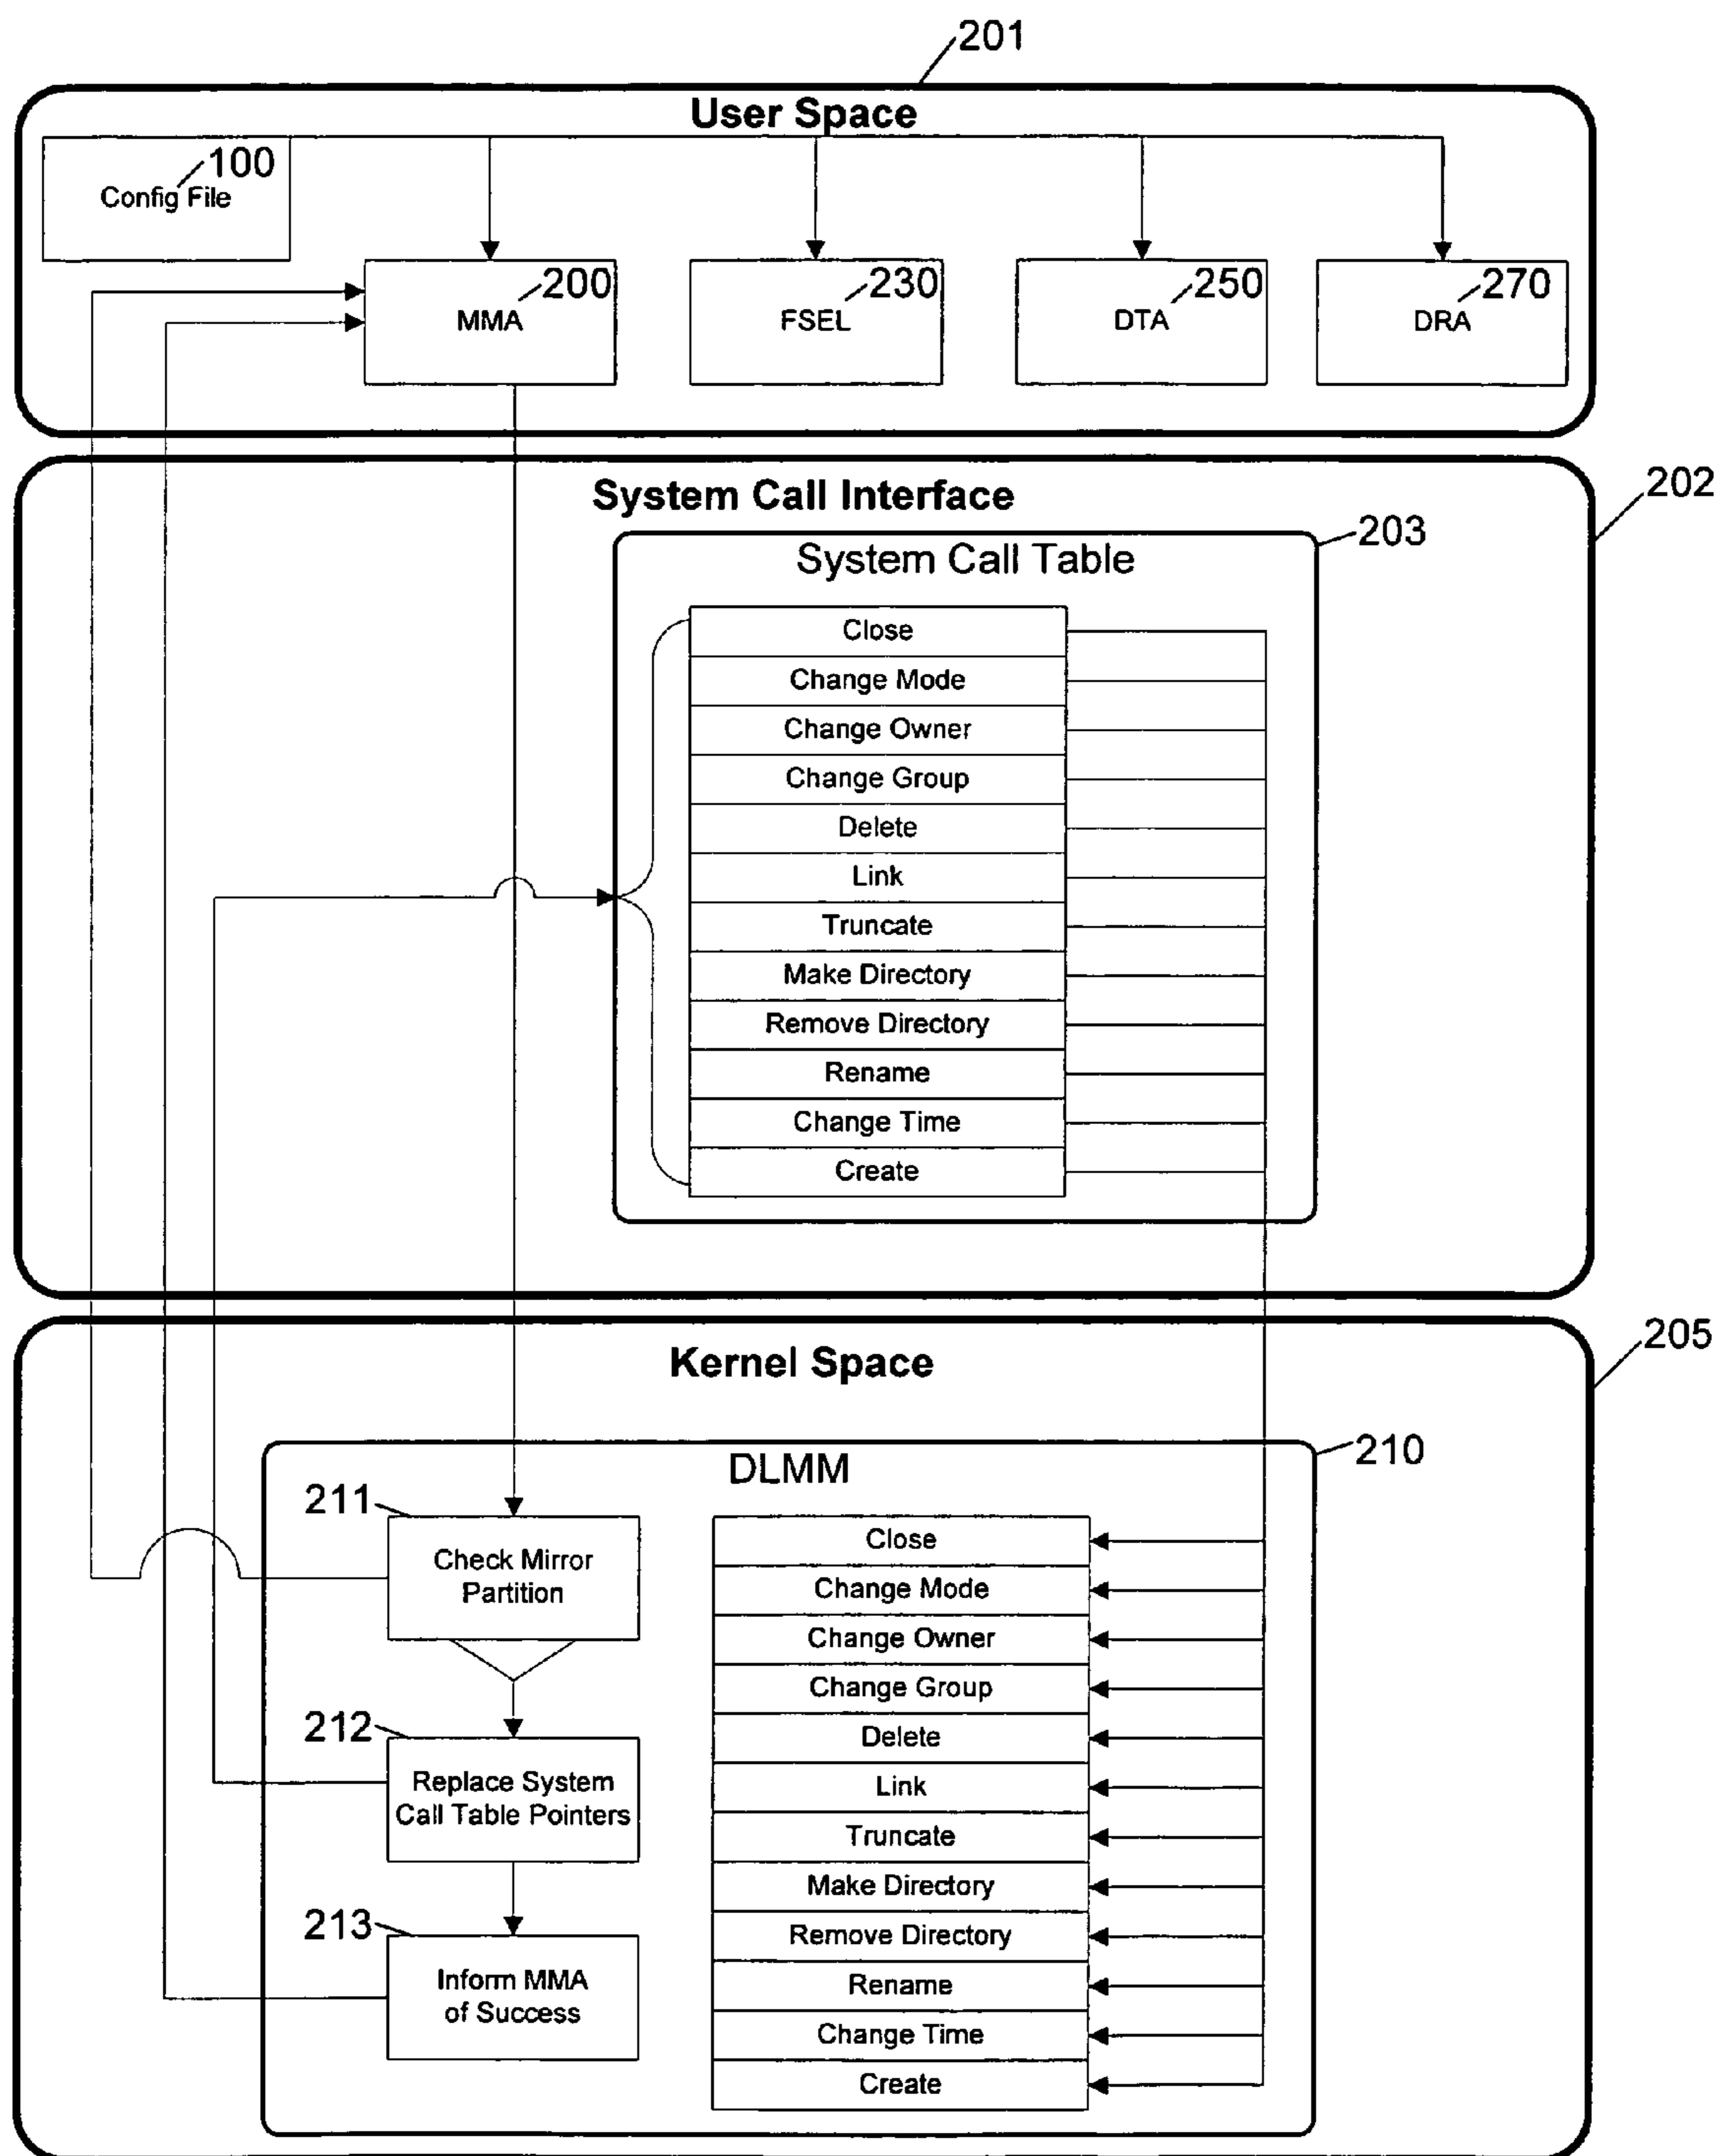 201
User Space
100
Config File
200
MMA
230
FSEL
250
DTA
270
DRA
202
System Call Interface
203
System Call Table
Close
Change Mode
Change Owner
Change Group
Delete
Link
Truncate
Make Directory
Remove Directory
Rename
Change Time
Create
205
Kernel Space
210
DLMM
211
Check Mirror
Partition
212
Replace System
Call Table Pointers
213
Inform MMA
of Success
Close
Change Mode
Change Owner
Change Group
Delete
Link
Truncate
Make Directory
Remove Directory
Rename
Change Time
Create